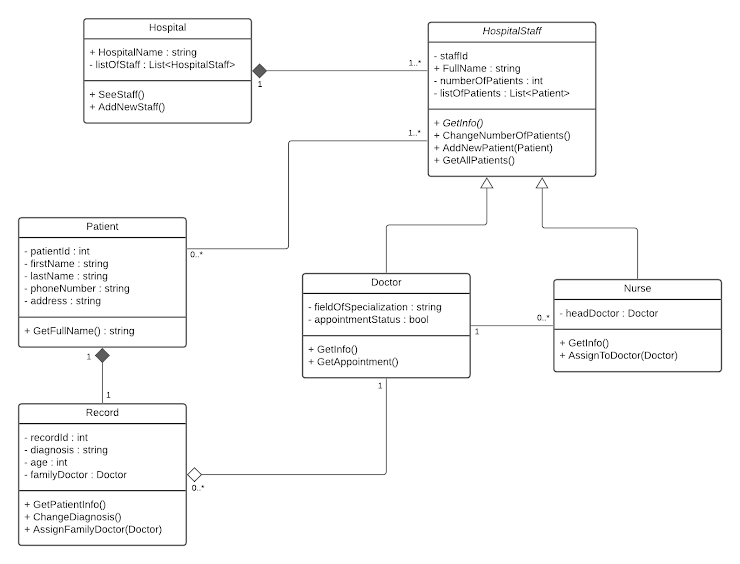 Hospital
+ HospitalName : string
- listOfStaff : List<HospitalStaff>
+ SeeStaff()
+ AddNewStaff()
1
1..*
HospitalStaff
- staffId
+ FullName : string
- numberOfPatients : int
- listOfPatients : List<Patient>
+ GetInfo()
+ ChangeNumberOfPatients()
+ AddNewPatient(Patient)
+ GetAllPatients()
1..*
0..*
Patient
- patientId : int
- firstName : string
- lastName : string
- phoneNumber : string
- address : string
+ GetFullName() : string
1
1
Doctor
- fieldOfSpecialization : string
- appointmentStatus : bool
+ GetInfo()
+ GetAppointment()
1
0..*
1
Nurse
- headDoctor : Doctor
+ GetInfo()
+ AssignToDoctor(Doctor)
Record
- recordId : int
- diagnosis : string
- age : int
- familyDoctor : Doctor
+ GetPatientInfo()
+ ChangeDiagnosis()
+ AssignFamilyDoctor(Doctor)
0..*